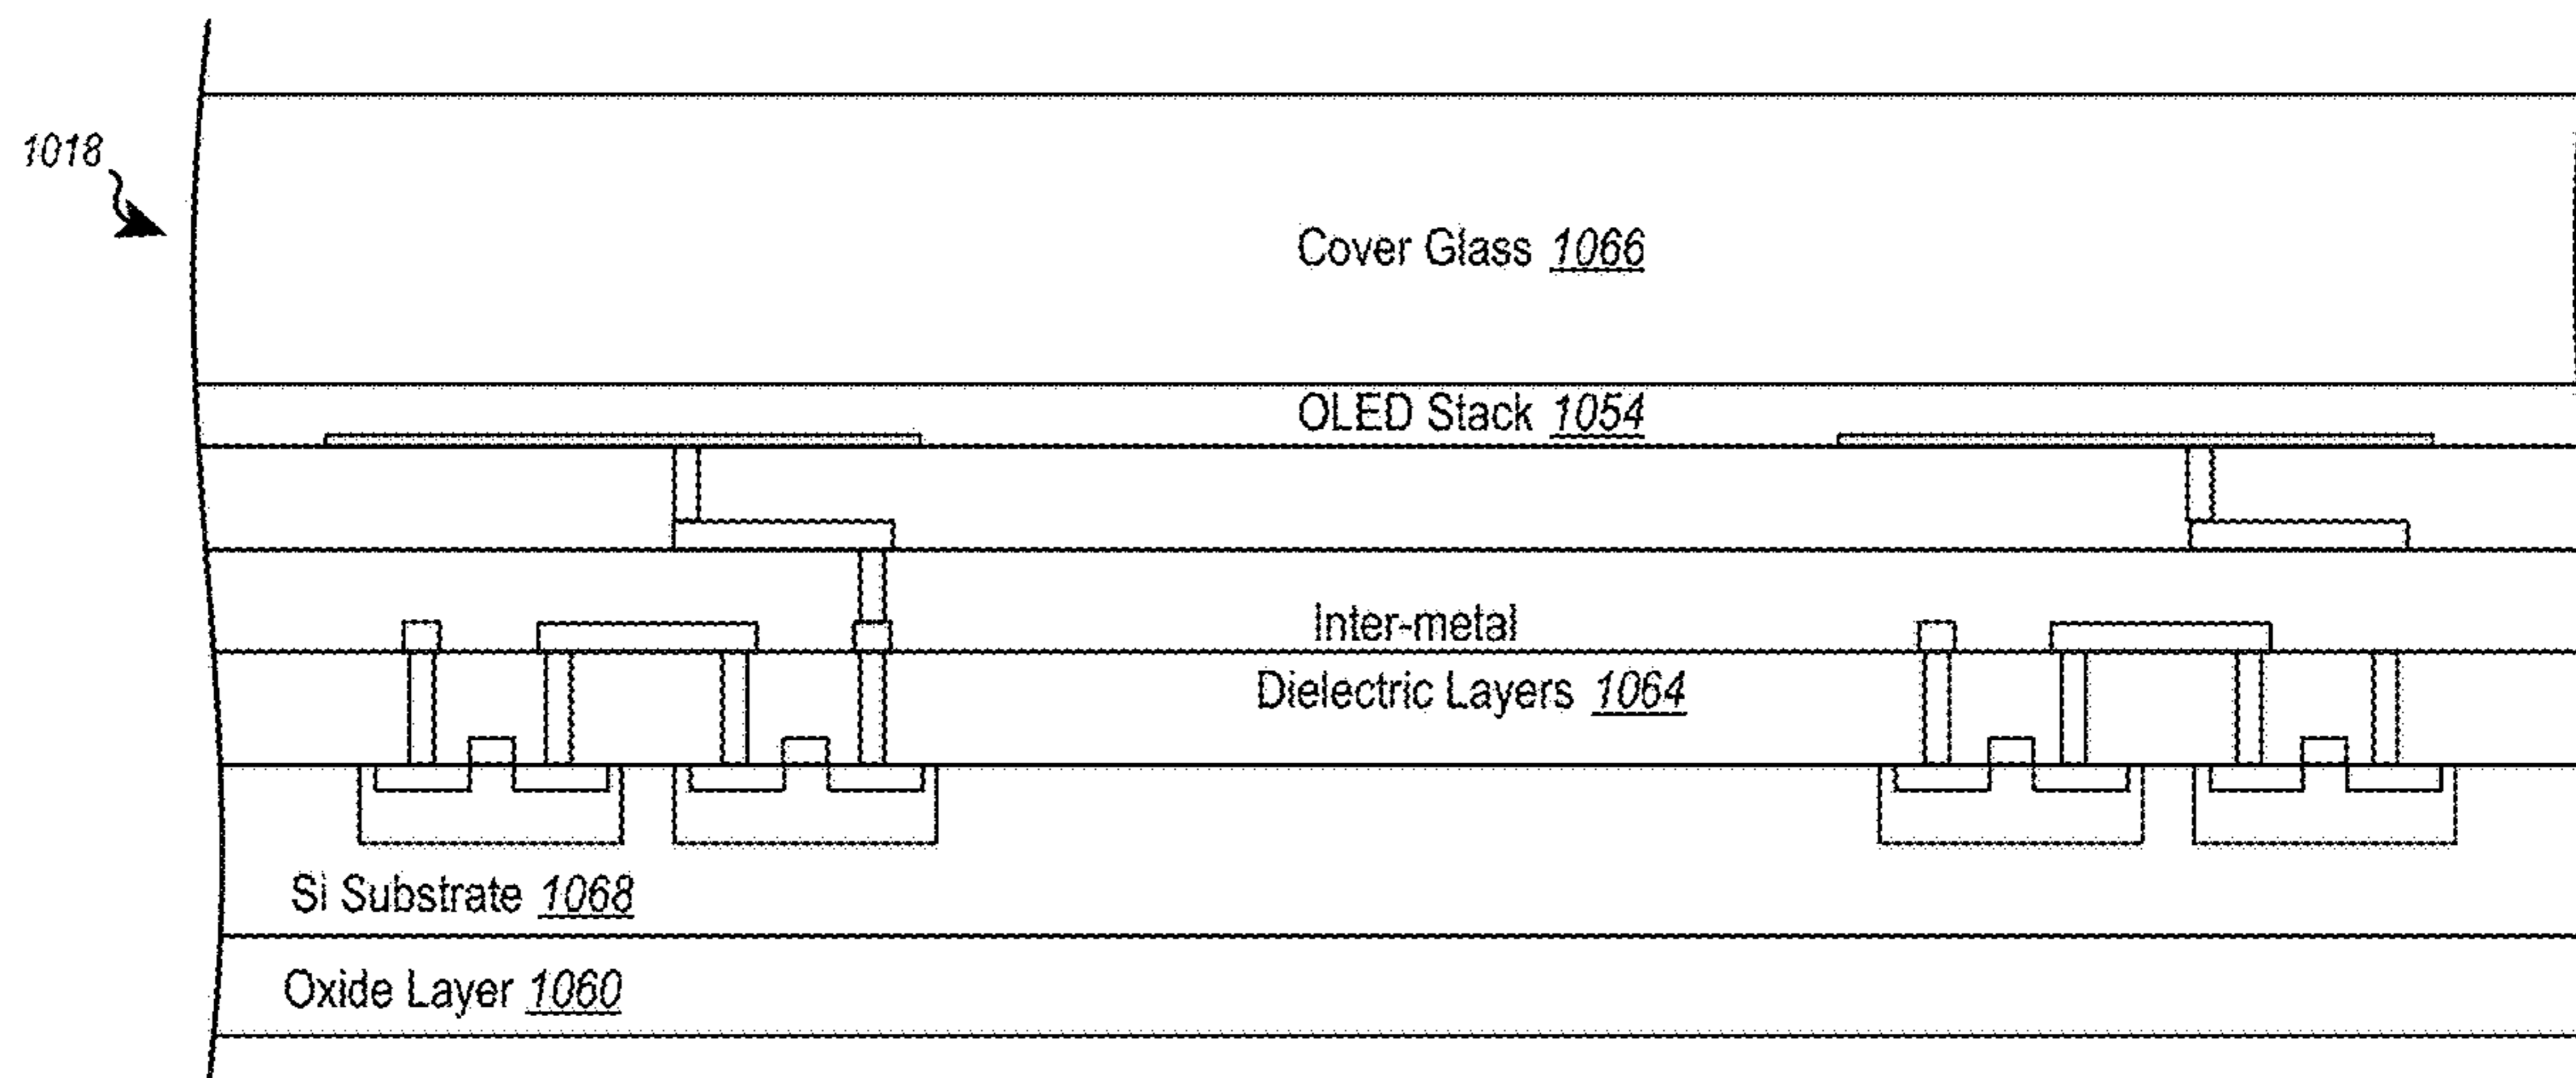 1018
Cover Glass 1066
OLED Stack 1054
Inter-metal
Dielectric Layers 1064
Si Substrate 1068
Oxide Layer 1060